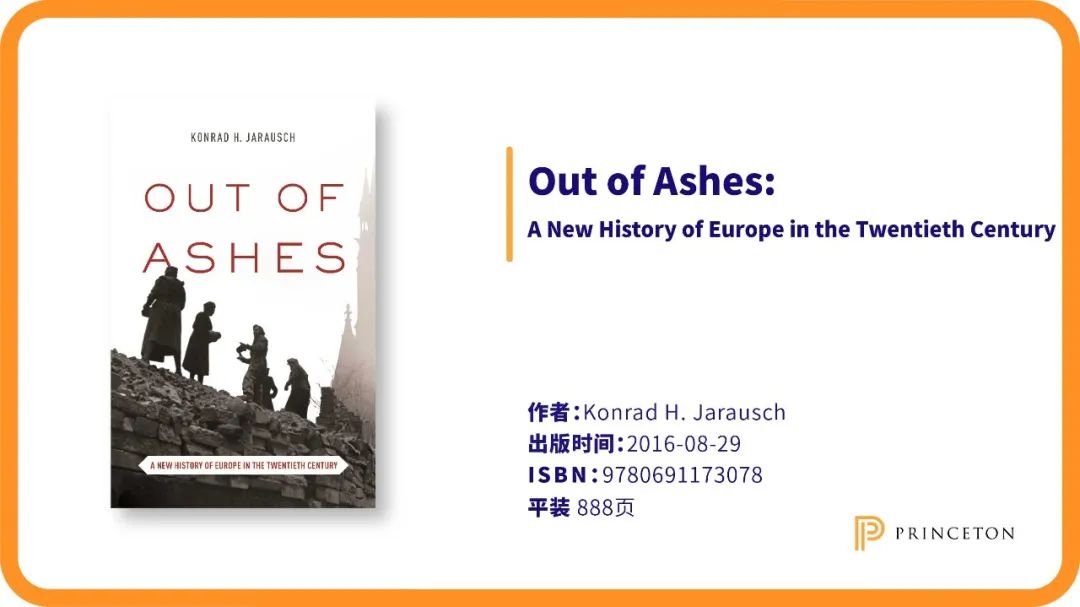 KONRAD H. JARAUSCH
OUT OF
ASHES
A NEW HISTORY OF EUROPE IN THE TWENTIETH CENTURY
Out of Ashes:
A New History of Europe in the Twentieth Century
作者:Konrad H. Jarausch
出版时间:2016-08-29
ISBN:9780691173078
平装 888页
PRINCETON